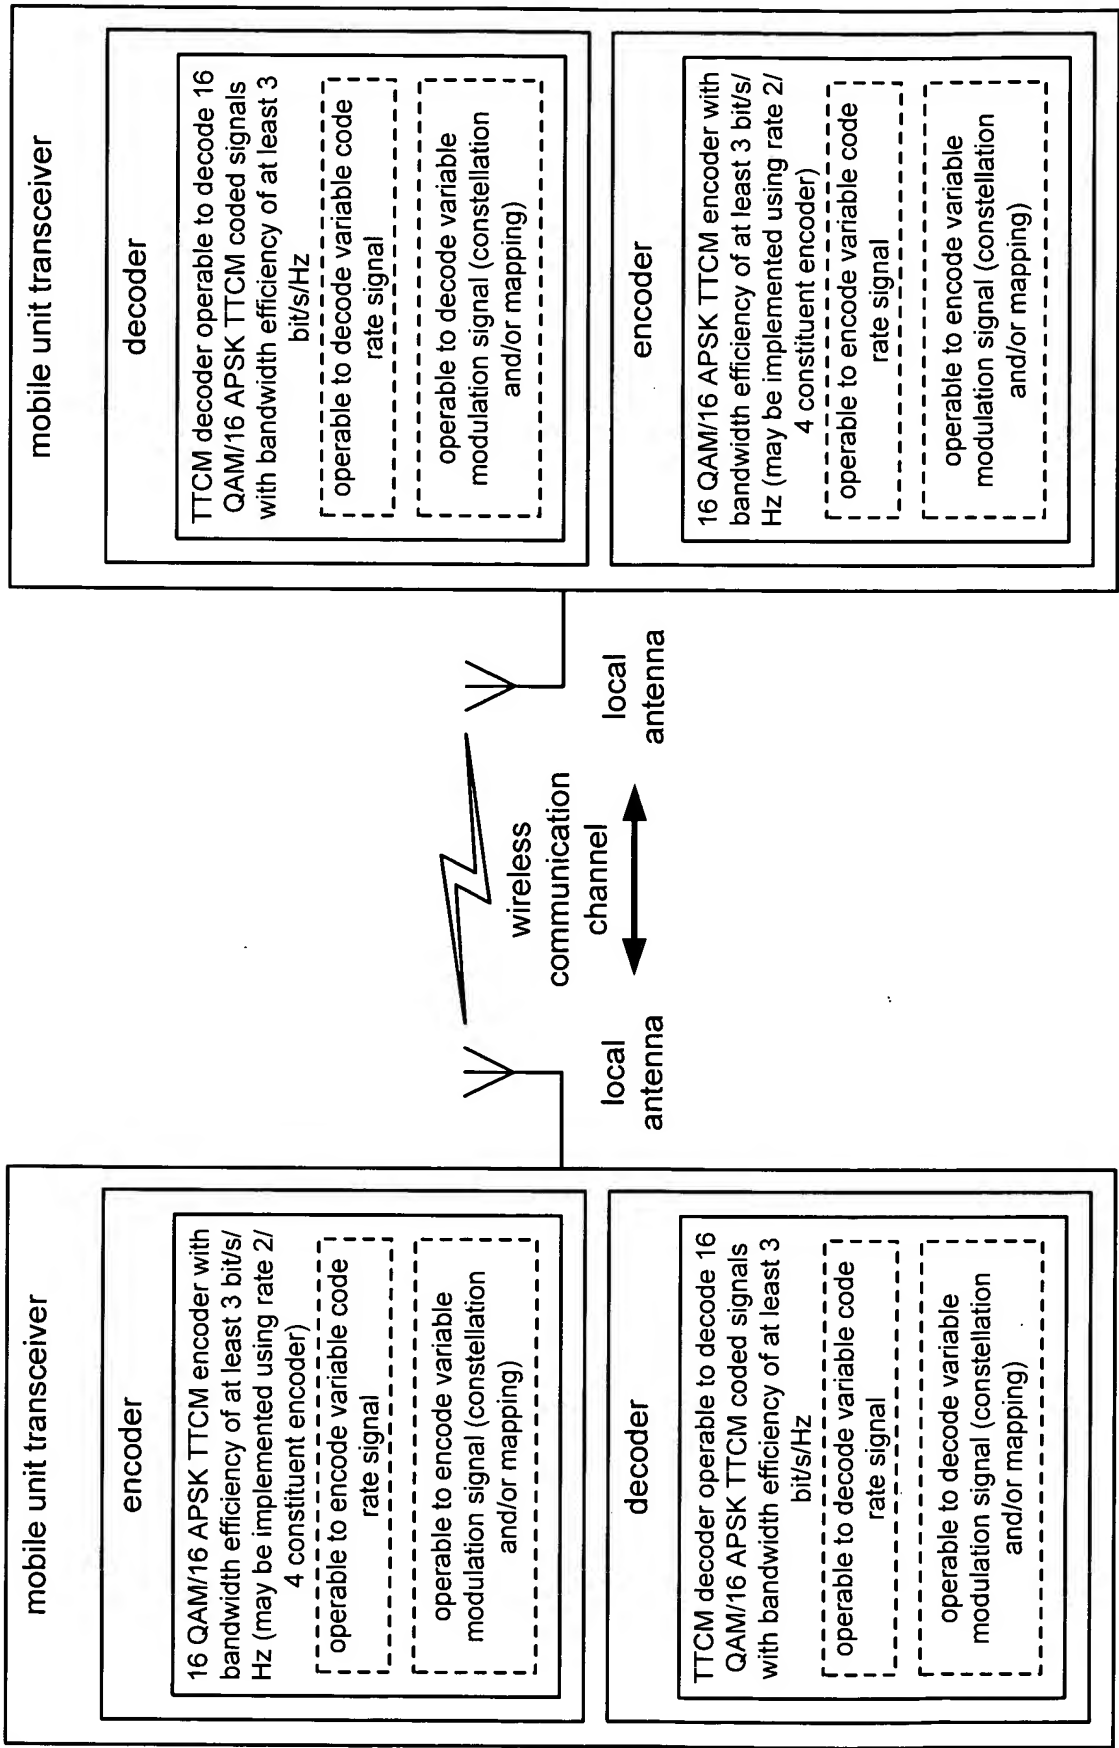 mobile unit transceiver
encoder
16 QAM/16 APSK TTCM encoder with
bandwidth efficiency of at least 3 bit/s/
Hz (may be implemented using rate 2/
4 constituent encoder)
operable to encode variable code
rate signal
operable to encode variable
modulation signal (constellation
and/or mapping)
decoder
TTCM decoder operable to decode 16
QAM/16 APSK TTCM coded signals
with bandwidth efficiency of at least 3
bit/s/Hz
operable to decode variable code
rate signal
operable to decode variable
modulation signal (constellation
and/or mapping)
local
antenna
wireless
communication
channel
local
antenna
mobile unit transceiver
decoder
TTCM decoder operable to decode 16
QAM/16 APSK TTCM coded signals
with bandwidth efficiency of at least 3
bit/s/Hz
operable to decode variable code
rate signal
operable to decode variable
modulation signal (constellation
and/or mapping)
encoder
16 QAM/16 APSK TTCM encoder with
bandwidth efficiency of at least 3 bit/s/
Hz (may be implemented using rate 2/
4 constituent encoder)
operable to encode variable code
rate signal
operable to encode variable
modulation signal (constellation
and/or mapping)